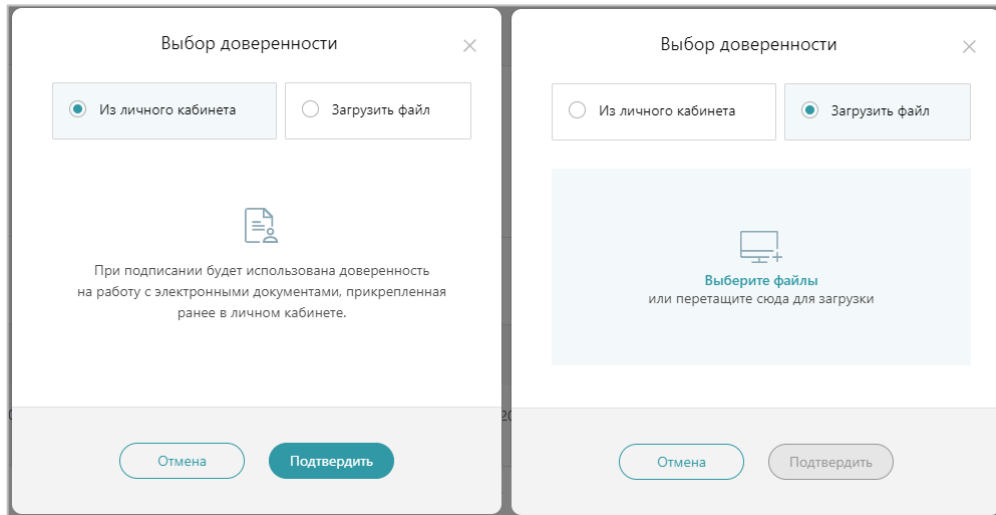 Выбор доверенности
Из личного кабинета
Загрузить файл
При подписании будет использована доверенность
на работу с электронными документами, прикрепленная
ранее в личном кабинете.
Отмена
Подтвердить
Выбор доверенности
Из личного кабинета
Загрузить файл
Выберите файлы
или перетащите сюда для загрузки
Отмена
Подтвердить